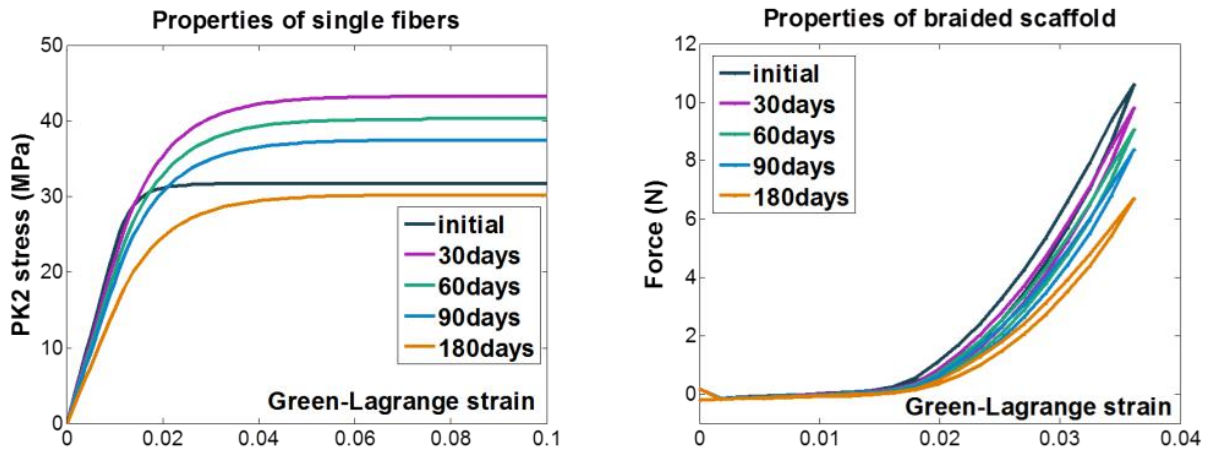 Properties of single fibers
50
40
30
20
10
0
PK2 stress (MPa)
initial
30days
60days
90days
180days
Green-Lagrange strain
0
0.02
0.04
0.06
0.08
0.1
Properties of braided scaffold
12
10
8
6
4
2
0
Force (N)
initial
30days
60days
90days
180days
Green-Lagrange strain
0
0.01
0.02
0.03
0.04